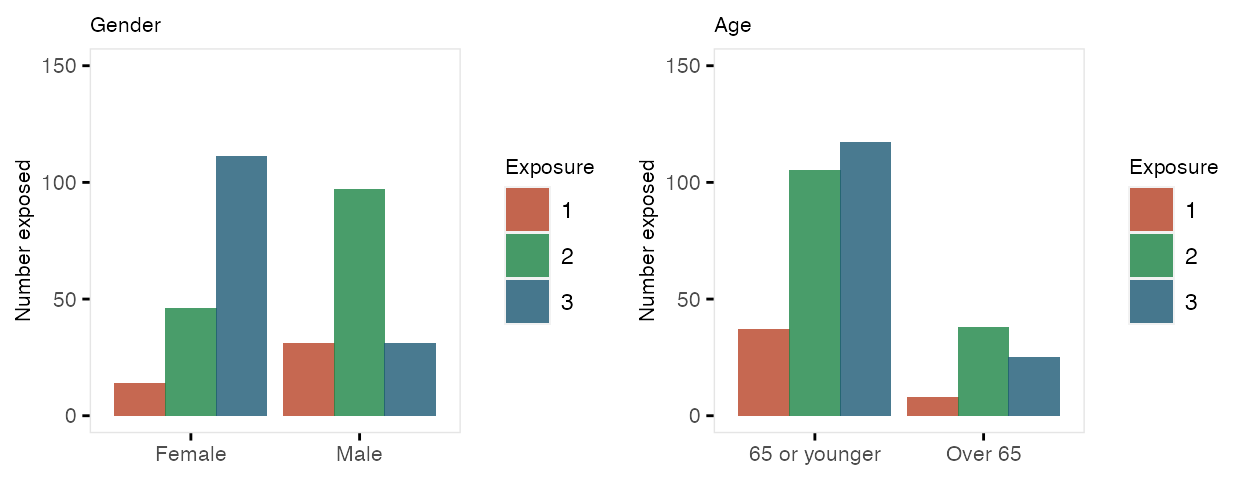 Gender
150
100
50
0
Number exposed
Female Male
Exposure
1
2
3
Age
150
100
50
0
Number exposed
65 or younger Over 65
Exposure
1
2
3